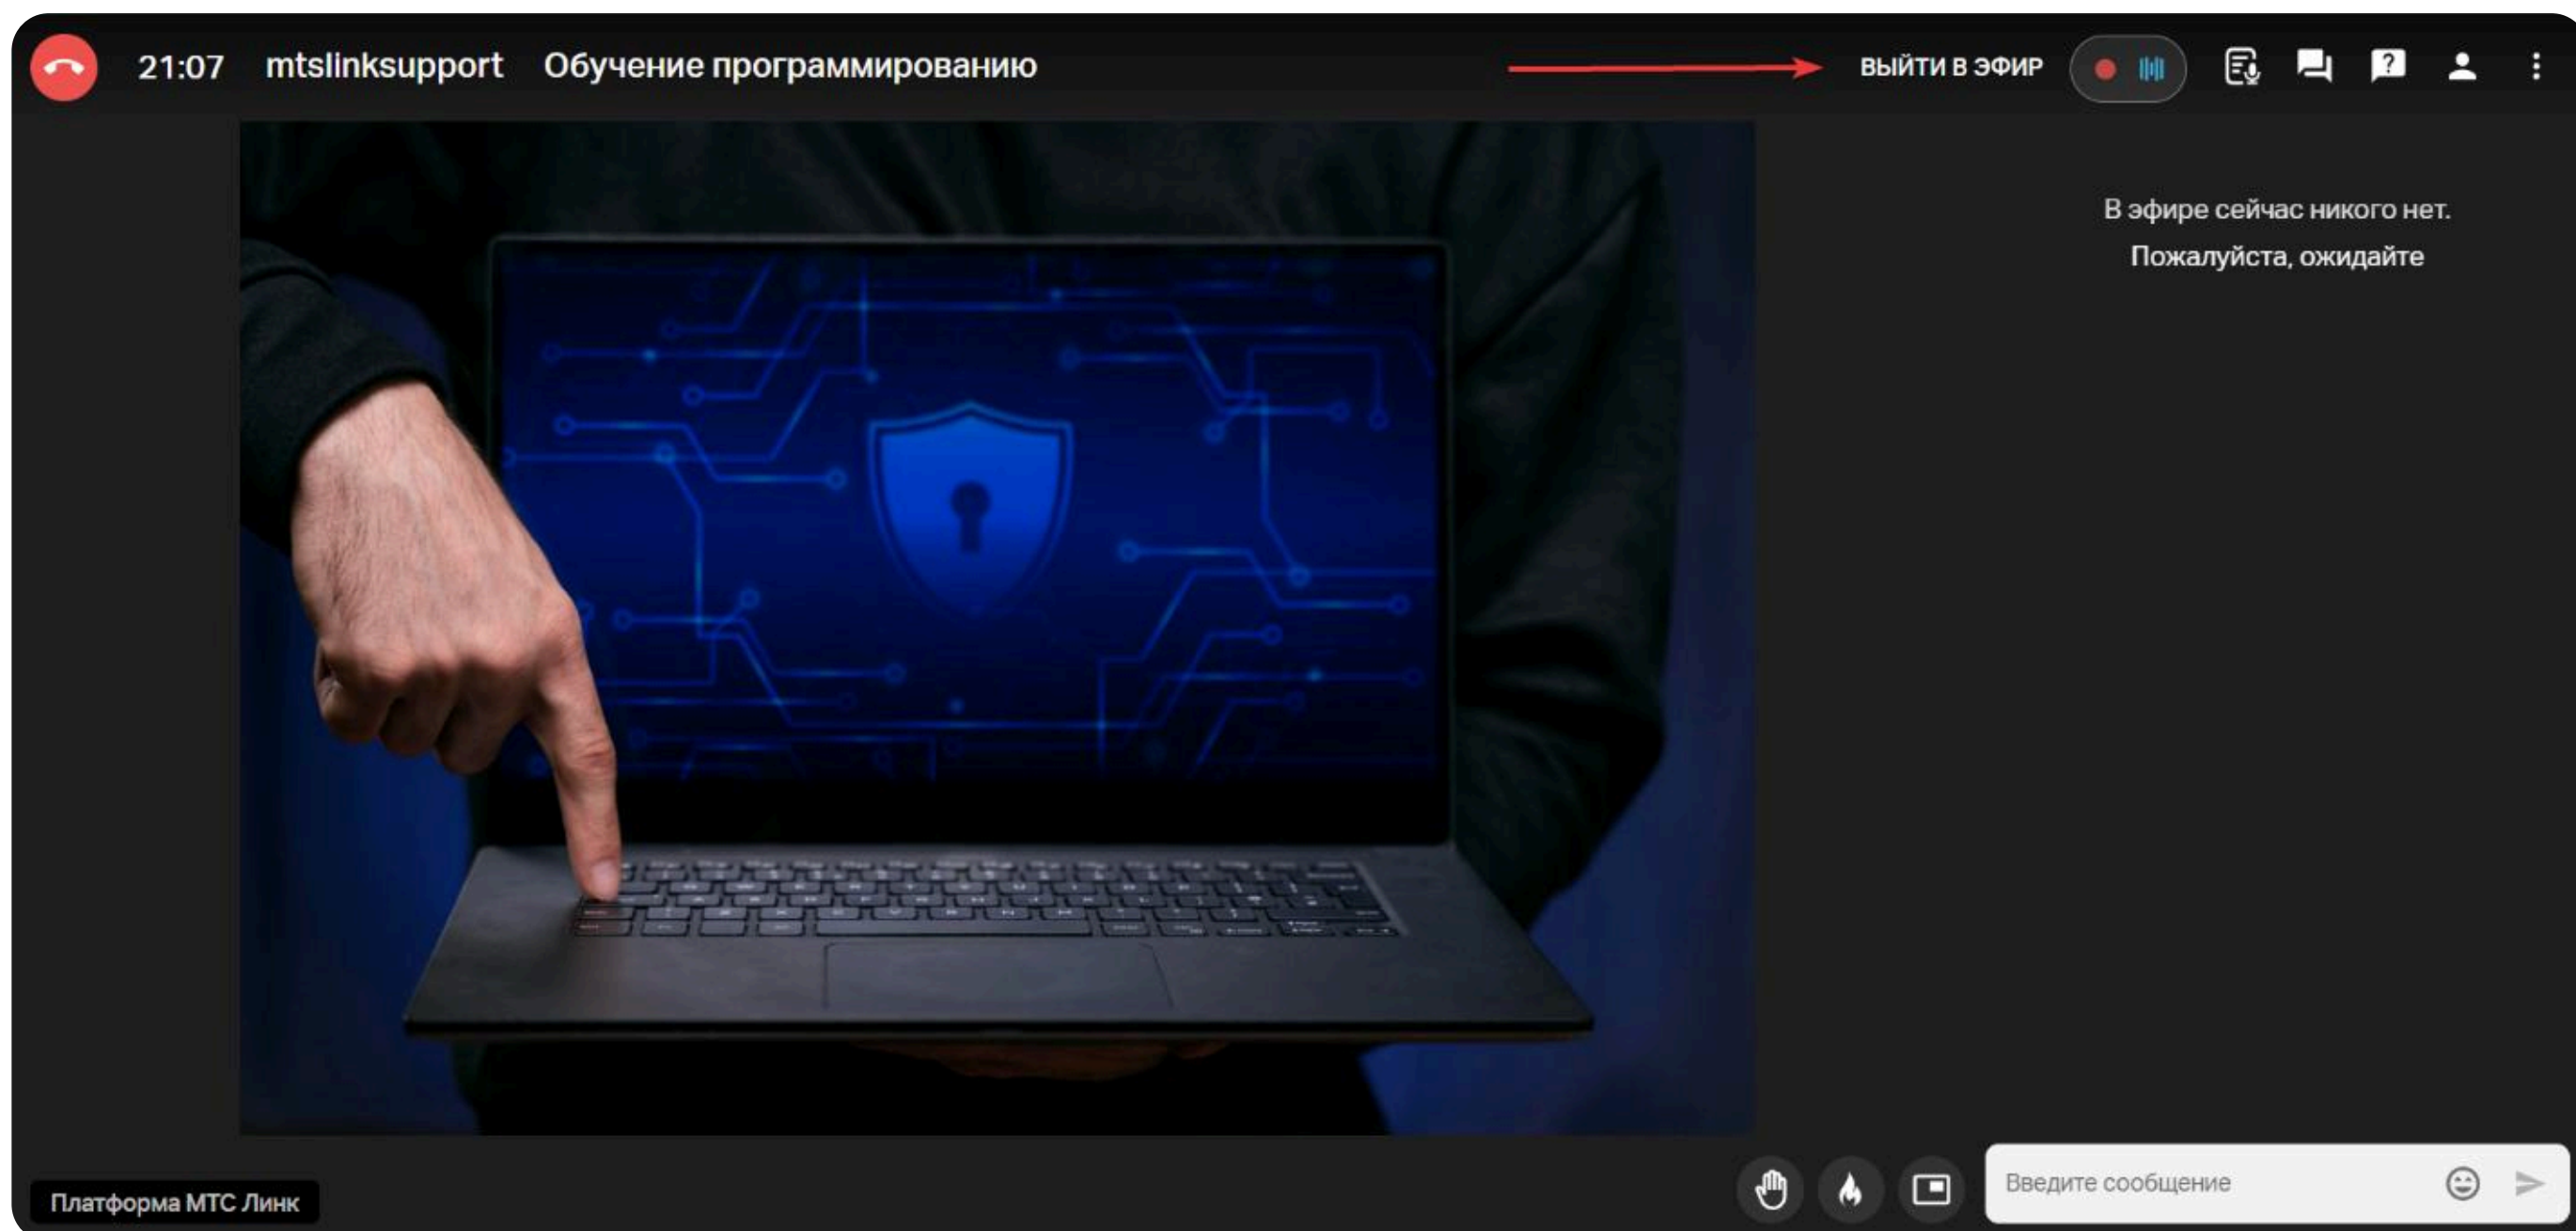 21:07 mtslinksupport Обучение программированию ВЫЙТИ В ЭФИР
В эфире сейчас никого нет.
Пожалуйста, ожидайте
Платформа МТС Линк
Введите сообщение